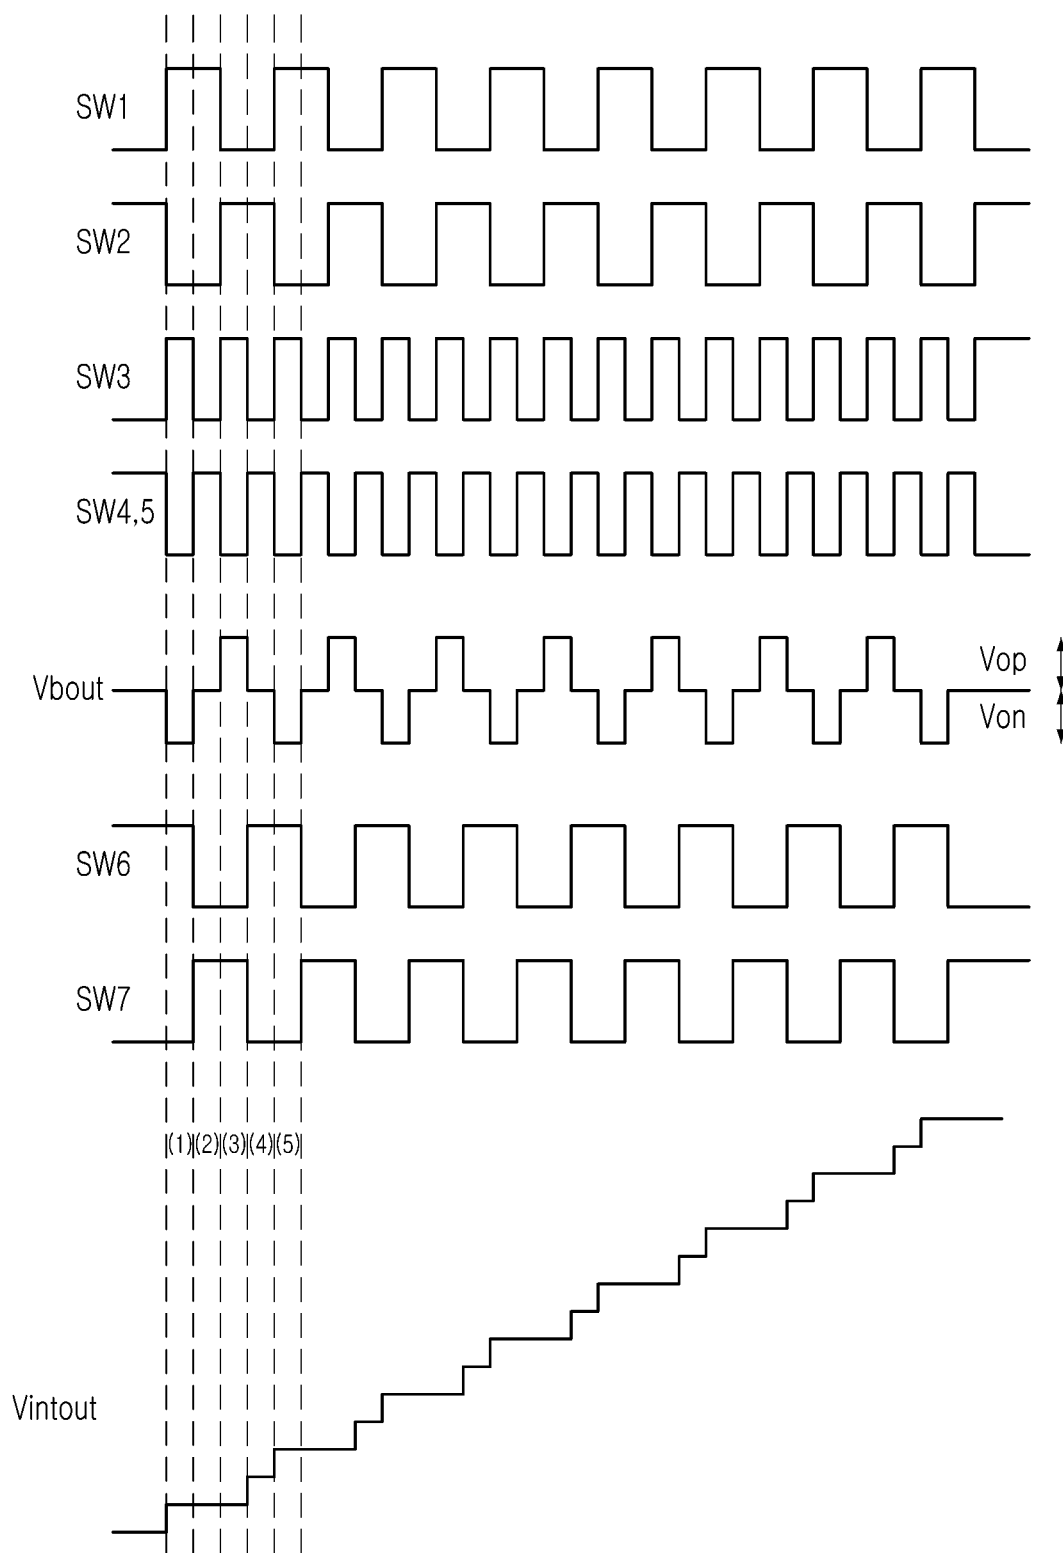 SW1
SW2
SW3
SW4,5
Vbout
Vop
Von
SW6
SW7
(1) (2) (3) (4) (5)
Vintout